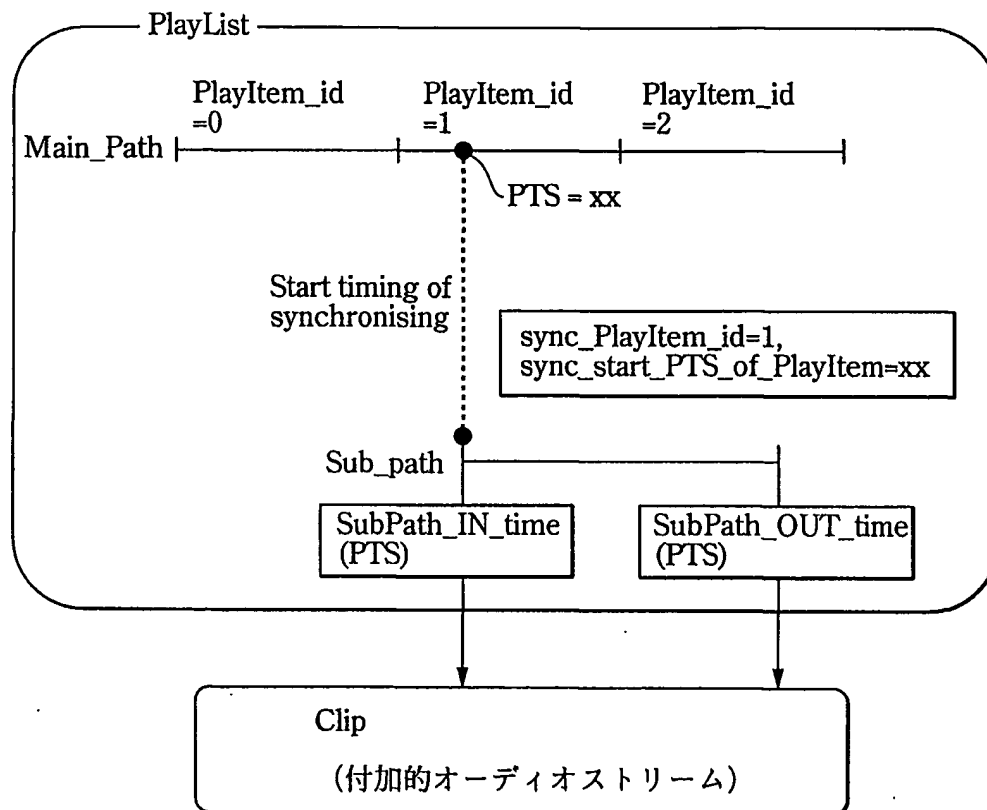 PlayList
PlayItem_id
=0
PlayItem_id
=1
PlayItem_id
=2
Main_Path
PTS = xx
Start timing of
synchronising
sync_PlayItem_id=1,
sync_start_PTS_of_PlayItem=xx
Sub_path
SubPath_IN_time
(PTS)
SubPath_OUT_time
(PTS)
Clip
(付加的オーディオストリーム)